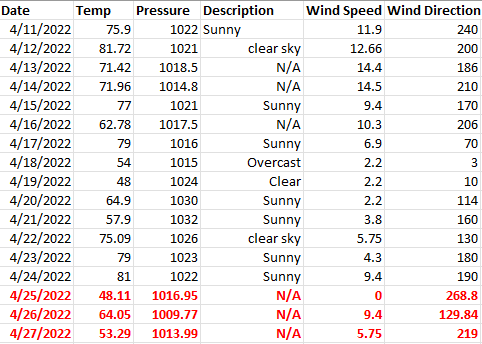 Date Temp Pressure Description Wind Speed Wind Direction
4/11/2022 75.9 1022 Sunny 11.9 240
4/12/2022 81.72 1021 clear sky 12.66 200
4/13/2022 71.42 1018.5 N/A 14.4 186
4/14/2022 71.96 1014.8 N/A 14.5 210
4/15/2022 77 1021 Sunny 9.4 170
4/16/2022 62.78 1017.5 N/A 10.3 206
4/17/2022 79 1016 Sunny 6.9 70
4/18/2022 54 1015 Overcast 2.2 3
4/19/2022 48 1024 Clear 2.2 10
4/20/2022 64.9 1030 Sunny 2.2 114
4/21/2022 57.9 1032 Sunny 3.8 160
4/22/2022 75.09 1026 clear sky 5.75 130
4/23/2022 79 1023 Sunny 4.3 180
4/24/2022 81 1022 Sunny 9.4 190
4/25/2022 48.11 1016.95 N/A 0 268.8
4/26/2022 64.05 1009.77 N/A 9.4 129.84
4/27/2022 53.29 1013.99 N/A 5.75 219